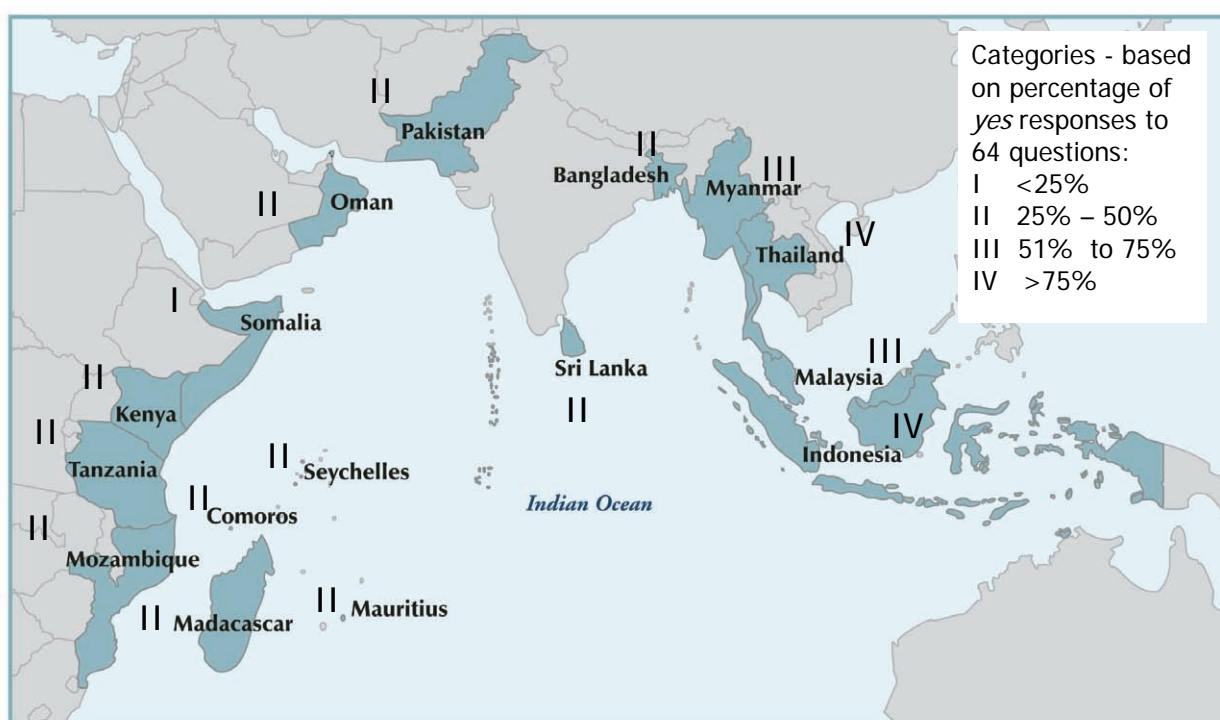 Categories - based
on percentage of
yes responses to
64 questions:
I <25%
II 25% – 50%
III 51% to 75%
IV >75%
II
Pakistan
II
Bangladesh
III
Myanmar
II
Oman
IV
Thailand
I
Somalia
III
Malaysia
Sri Lanka
II
II
Kenya
IV
Indonesia
II
Tanzania
II
Seychelles
II
Comoros
Indian Ocean
II
Mozambique
II
Madacascar
II
Mauritius